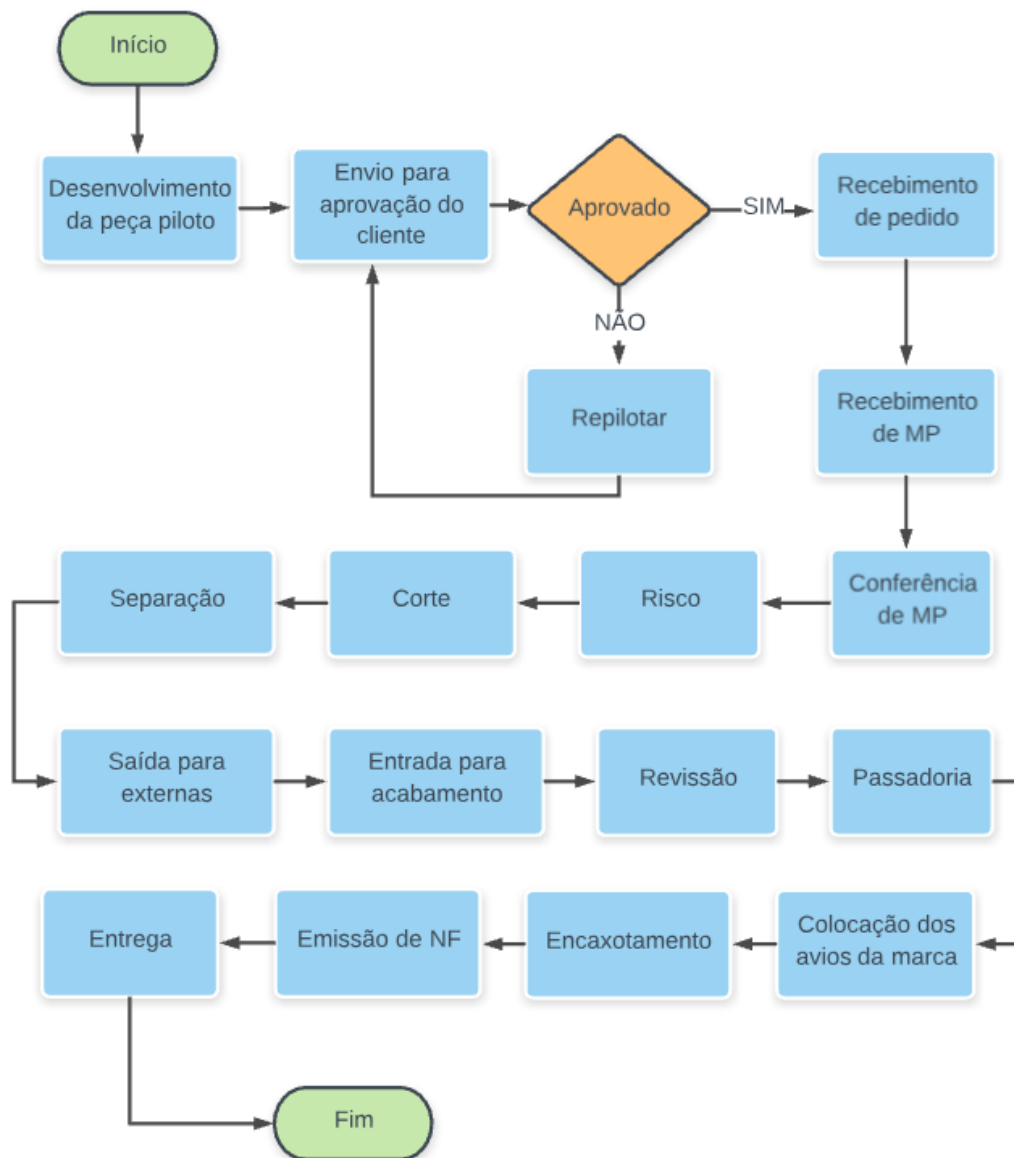 Início
Desenvolvimento
da peça piloto
Envio para
aprovação do
cliente
Aprovado
SIM
Recebimento
de pedido
NÃO
Repilotar
Recebimento
de MP
Conferência
de MP
Risco
Corte
Separação
Saída para
externas
Entrada para
acabamento
Revissão
Passadoria
Colocação dos
avios da marca
Encaxotamento
Emissão de NF
Entrega
Fim